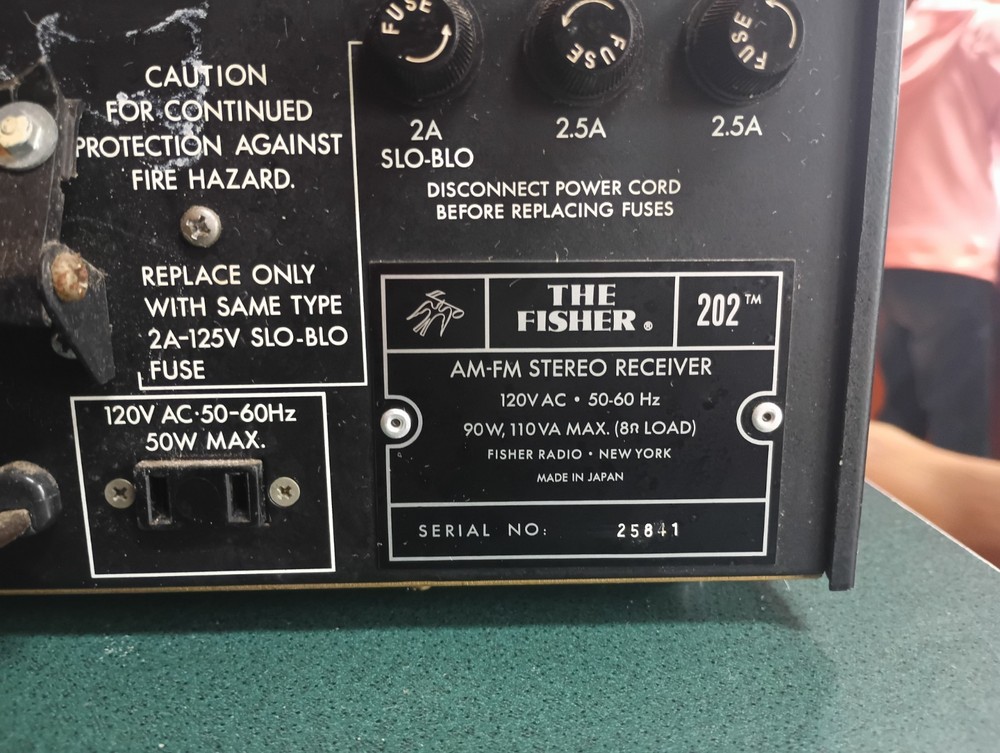 FUSE
FUSE
FUSE
2A
SLO-BLO
2.5A
2.5A
DISCONNECT POWER CORD
BEFORE REPLACING FUSES
CAUTION
FOR CONTINUED
PROTECTION AGAINST
FIRE HAZARD.
REPLACE ONLY
WITH SAME TYPE
2A-125V SLO-BLO
FUSE
120V AC·50-60Hz
50W MAX.
THE
FISHER®
202™
AM-FM STEREO RECEIVER
120V AC • 50-60 Hz
90W, 110VA MAX. (8Ω LOAD)
FISHER RADIO • NEW YORK
MADE IN JAPAN
SERIAL NO: 25841